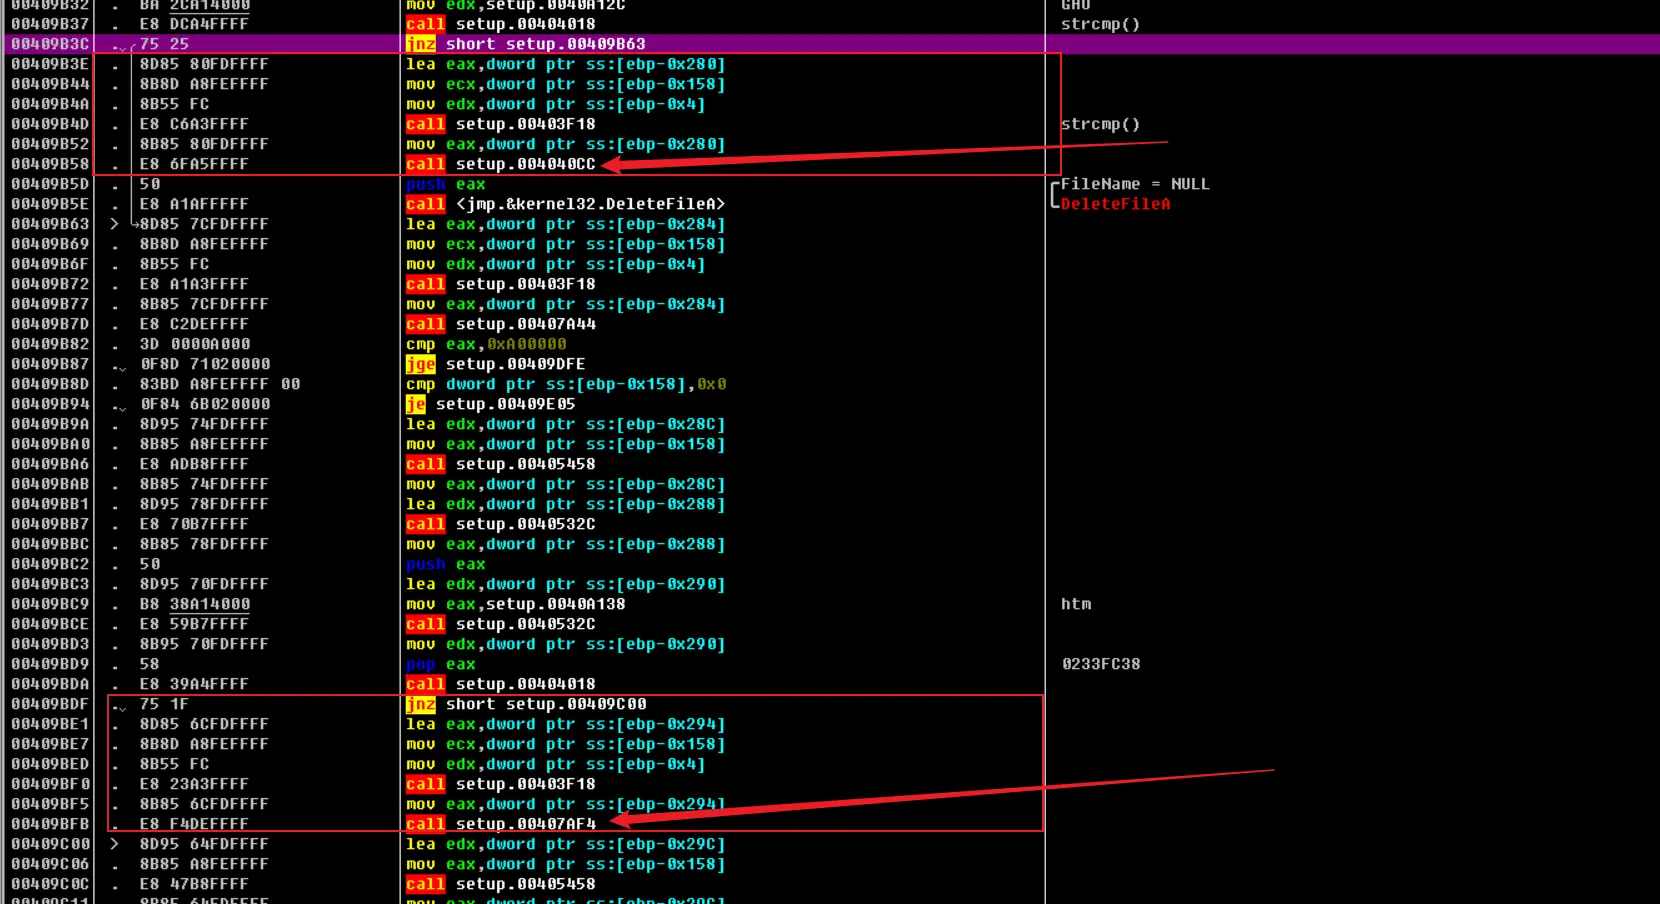 00409B32 . BA 2CA14000 mov edx,setup.0040A12C GHO
00409B37 . E8 DCA4FFFF call setup.00404018 strcmp()
00409B3C . 75 25 jnz short setup.00409B63
00409B3E . 8D85 80FDFFFF lea eax,dword ptr ss:[ebp-0x280]
00409B44 . 8B8D A8FEFFFF mov ecx,dword ptr ss:[ebp-0x158]
00409B4A . 8B55 FC mov edx,dword ptr ss:[ebp-0x4]
00409B4D . E8 C6A3FFFF call setup.00403F18 strcmp()
00409B52 . 8B85 80FDFFFF mov eax,dword ptr ss:[ebp-0x280]
00409B58 . E8 6FA5FFFF call setup.004040CC
00409B5D . 50 push eax FileName = NULL
00409B5E . E8 A1AFFFFF call <jmp.&kernel32.DeleteFileA> DeleteFileA
00409B63 > 8D85 7CFDFFFF lea eax,dword ptr ss:[ebp-0x284]
00409B69 . 8B8D A8FEFFFF mov ecx,dword ptr ss:[ebp-0x158]
00409B6F . 8B55 FC mov edx,dword ptr ss:[ebp-0x4]
00409B72 . E8 A1A3FFFF call setup.00403F18
00409B77 . 8B85 7CFDFFFF mov eax,dword ptr ss:[ebp-0x284]
00409B7D . E8 C2DEFFFF call setup.00407A44
00409B82 . 3D 0000A000 cmp eax,0xA00000
00409B87 . 0F8D 71020000 jge setup.00409DFE
00409B8D . 83BD A8FEFFFF 00 cmp dword ptr ss:[ebp-0x158],0x0
00409B94 . 0F84 6B020000 je setup.00409E05
00409B9A . 8D95 74FDFFFF lea edx,dword ptr ss:[ebp-0x28C]
00409BA0 . 8B85 A8FEFFFF mov eax,dword ptr ss:[ebp-0x158]
00409BA6 . E8 ADB8FFFF call setup.00405458
00409BAB . 8B85 74FDFFFF mov eax,dword ptr ss:[ebp-0x28C]
00409BB1 . 8D95 78FDFFFF lea edx,dword ptr ss:[ebp-0x288]
00409BB7 . E8 70B7FFFF call setup.0040532C
00409BBC . 8B85 78FDFFFF mov eax,dword ptr ss:[ebp-0x288]
00409BC2 . 50 push eax
00409BC3 . 8D95 70FDFFFF lea edx,dword ptr ss:[ebp-0x290]
00409BC9 . B8 38A14000 mov eax,setup.0040A138 htm
00409BCE . E8 59B7FFFF call setup.0040532C
00409BD3 . 8B95 70FDFFFF mov edx,dword ptr ss:[ebp-0x290]
00409BD9 . 58 pop eax 0233FC38
00409BDA . E8 39A4FFFF call setup.00404018
00409BDF . 75 1F jnz short setup.00409C00
00409BE1 . 8D85 6CFDFFFF lea eax,dword ptr ss:[ebp-0x294]
00409BE7 . 8B8D A8FEFFFF mov ecx,dword ptr ss:[ebp-0x158]
00409BED . 8B55 FC mov edx,dword ptr ss:[ebp-0x4]
00409BF0 . E8 23A3FFFF call setup.00403F18
00409BF5 . 8B85 6CFDFFFF mov eax,dword ptr ss:[ebp-0x294]
00409BFB . E8 F4DEFFFF call setup.00407AF4
00409C00 > 8D95 64FDFFFF lea edx,dword ptr ss:[ebp-0x29C]
00409C06 . 8B85 A8FEFFFF mov eax,dword ptr ss:[ebp-0x158]
00409C0C . E8 47B8FFFF call setup.00405458
00409C11 . 8B85 64FDFFFF mov eax,dword ptr ss:[ebp-0x29C]